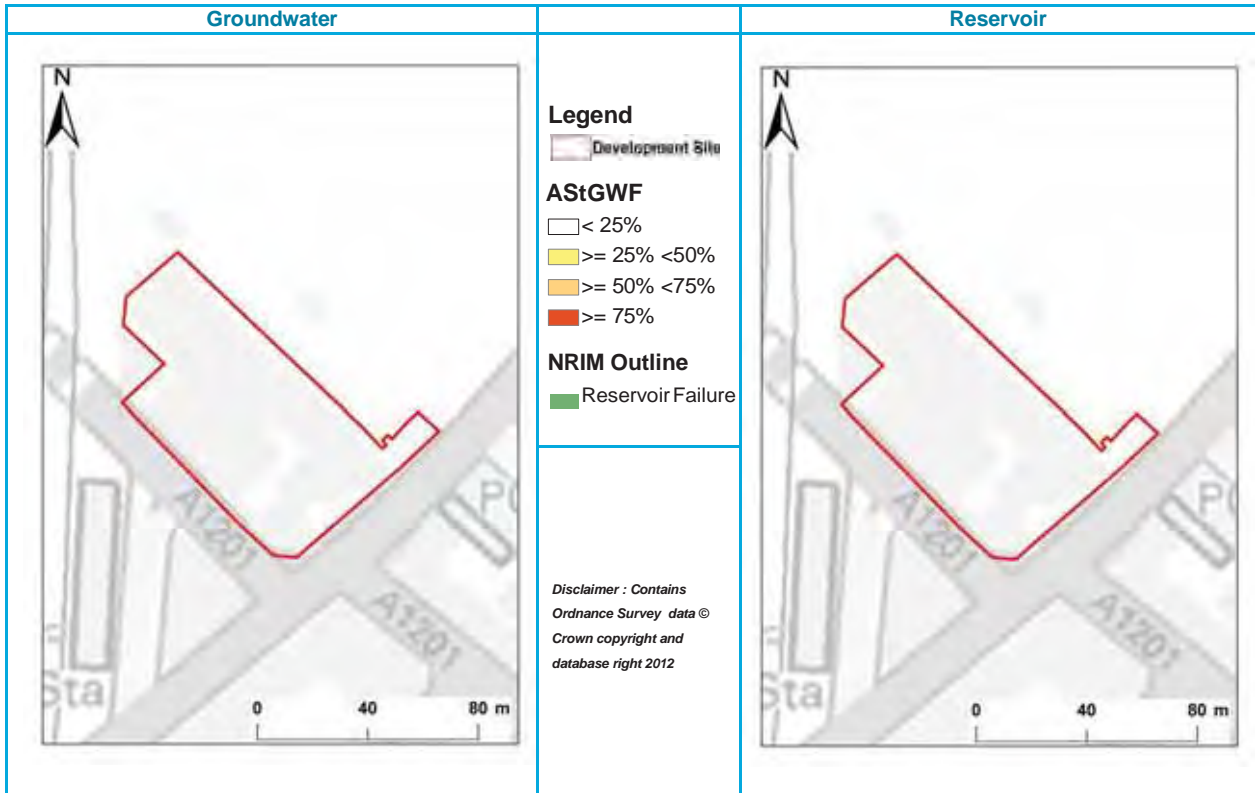 Groundwater
Reservoir
N
A1201
A1201
Sta
0 40 80 m
Legend
Development Site
AStGWF
< 25%
>= 25% <50%
>= 50% <75%
>= 75%
NRIM Outline
Reservoir Failure
Disclaimer : Contains
Ordnance Survey data ©
Crown copyright and
database right 2012
N
A1201
A1201
Sta
0 40 80 m